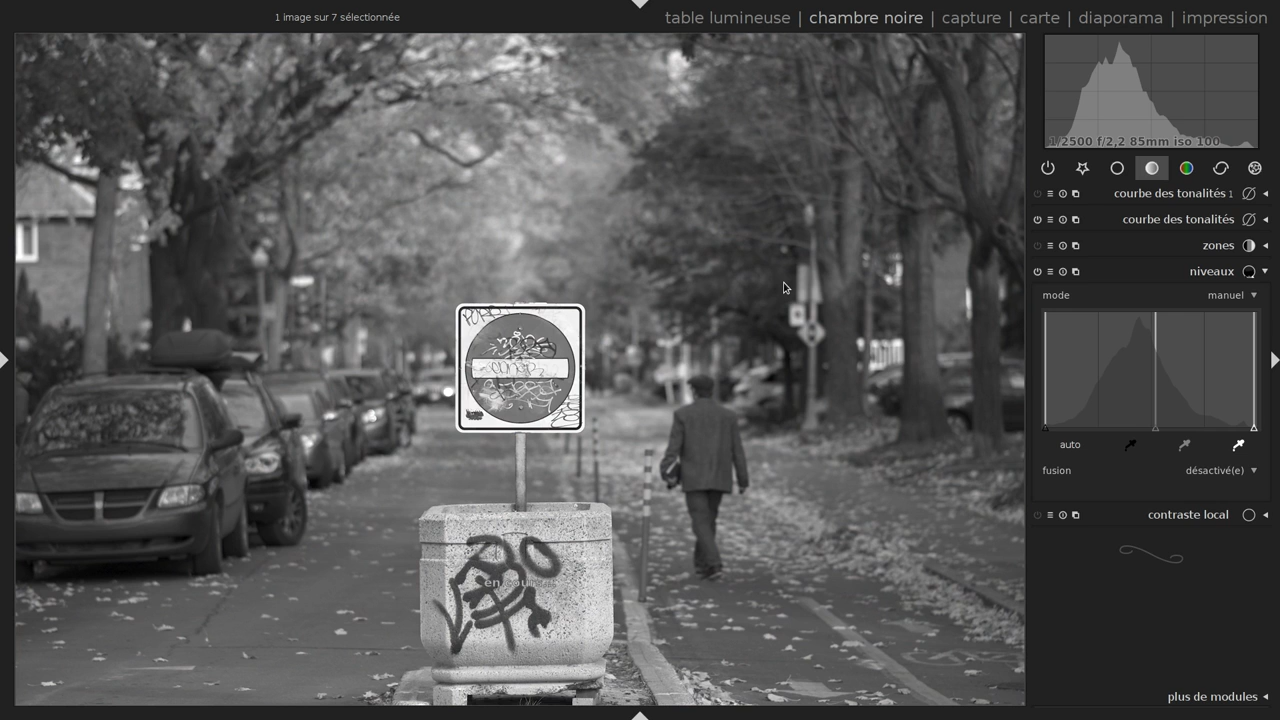 1 image sur 7 sélectionnée
table lumineuse | chambre noire | capture | carte | diaporama | impression
1/2500 f/2,2 85mm iso 100
courbe des tonalités 1
courbe des tonalités
zones
niveaux
mode manuel
auto
fusion désactivé(e)
contraste local
plus de modules